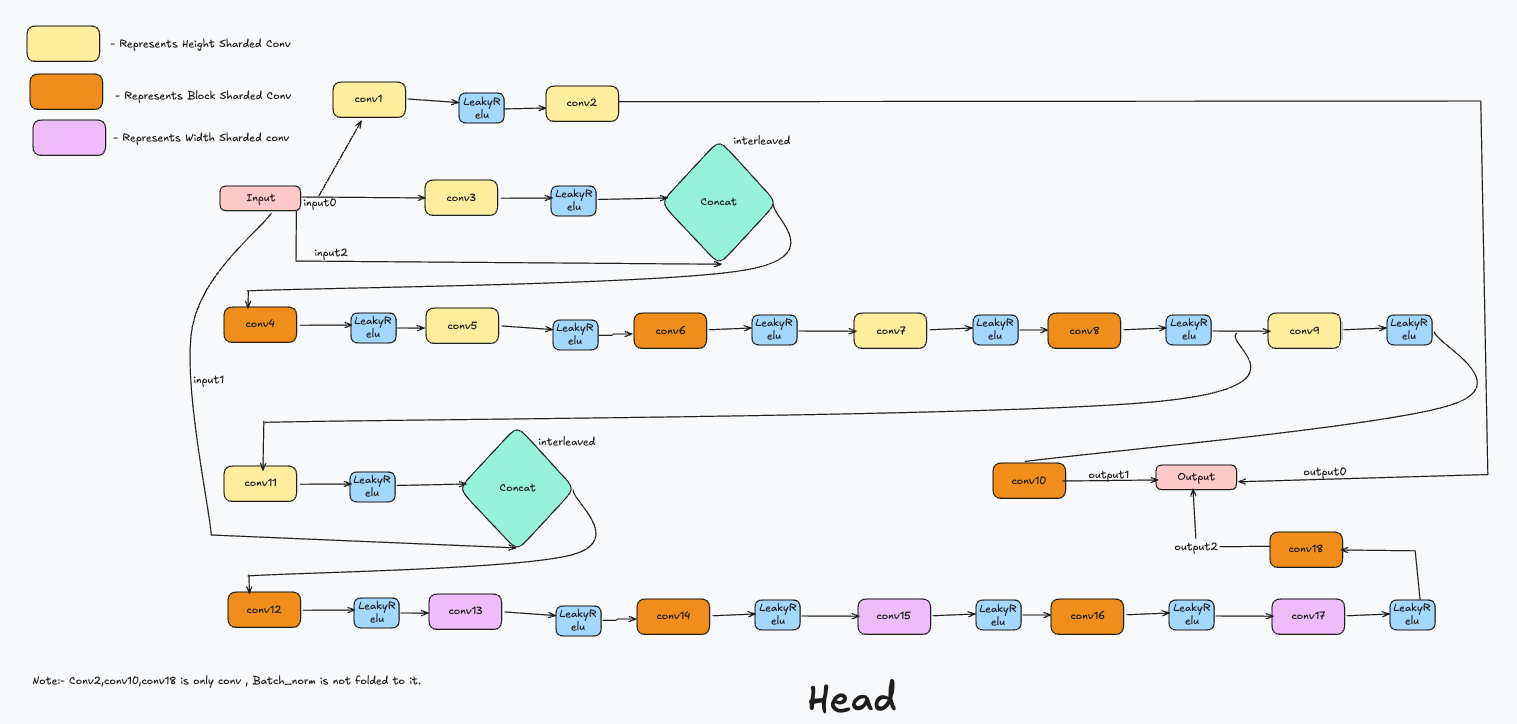 - Represents Height Sharded Conv
- Represents Block Sharded Conv
- Represents Width Sharded conv
conv1
LeakyR
elu
conv2
interleaved
Input
input0
conv3
LeakyR
elu
Concat
input2
conv4
LeakyR
elu
conv5
LeakyR
elu
conv6
LeakyR
elu
conv7
LeakyR
elu
conv8
LeakyR
elu
conv9
LeakyR
elu
input1
interleaved
conv11
LeakyR
elu
Concat
conv10
output1
Output
output0
output2
conv18
conv12
LeakyR
elu
conv13
LeakyR
elu
conv14
LeakyR
elu
conv15
LeakyR
elu
conv16
LeakyR
elu
conv17
LeakyR
elu
Note:- Conv2,conv10,conv18 is only conv , Batch_norm is not folded to it.
Head